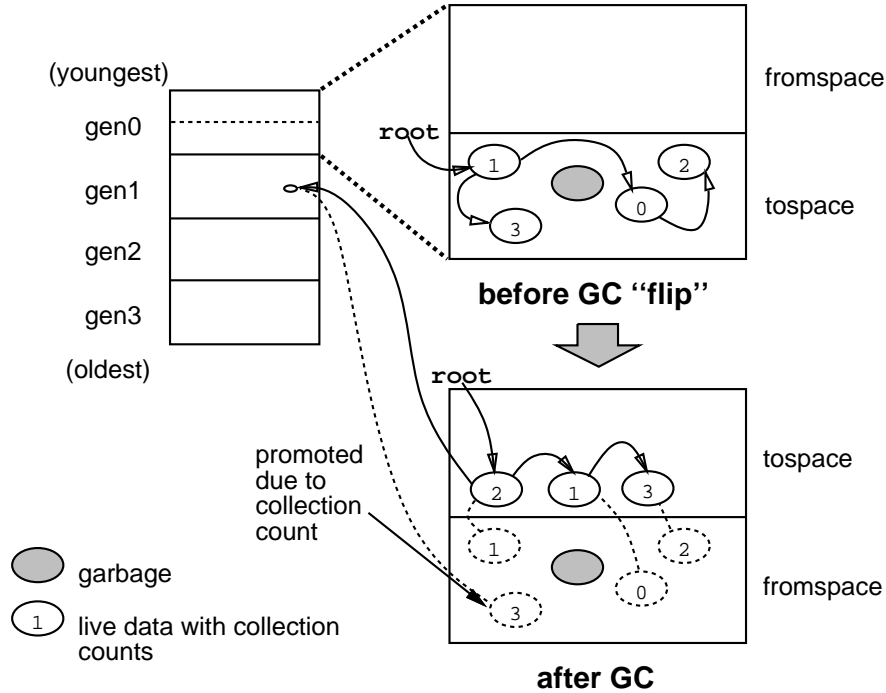 (youngest)
gen0
gen1
gen2
gen3
(oldest)
fromspace
root
1
2
0
3
tospace
before GC ‘‘flip’’
root
promoted
due to
collection
count
2
1
3
tospace
1
2
0
3
fromspace
garbage
1
live data with collection
counts
after GC